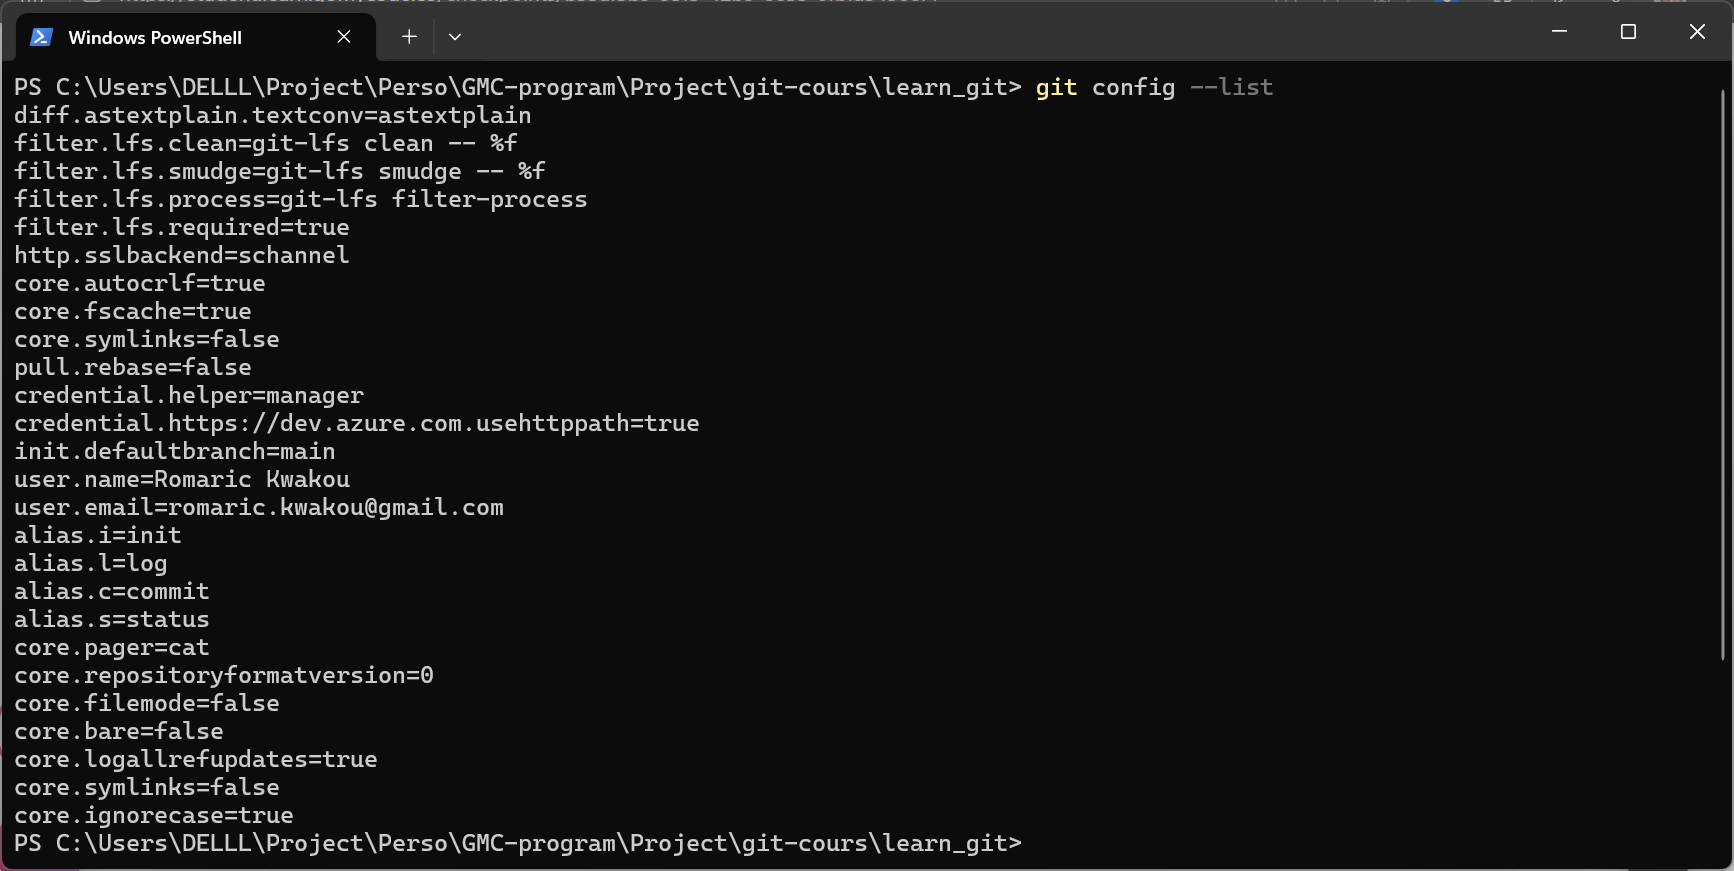 Windows PowerShell
PS C:\Users\DELLL\Project\Perso\GMC-program\Project\git-cours\learn_git> git config --list
diff.astextplain.textconv=astextplain
filter.lfs.clean=git-lfs clean -- %f
filter.lfs.smudge=git-lfs smudge -- %f
filter.lfs.process=git-lfs filter-process
filter.lfs.required=true
http.sslbackend=schannel
core.autocrlf=true
core.fscache=true
core.symlinks=false
pull.rebase=false
credential.helper=manager
credential.https://dev.azure.com.usehttppath=true
init.defaultbranch=main
user.name=Romaric Kwakou
user.email=romaric.kwakou@gmail.com
alias.i=init
alias.l=log
alias.c=commit
alias.s=status
core.pager=cat
core.repositoryformatversion=0
core.filemode=false
core.bare=false
core.logallrefupdates=true
core.symlinks=false
core.ignorecase=true
PS C:\Users\DELLL\Project\Perso\GMC-program\Project\git-cours\learn_git>